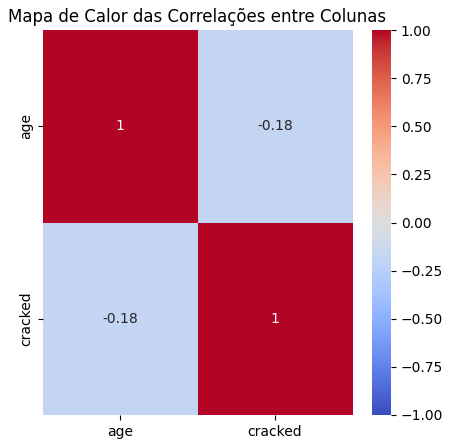 Mapa de Calor das Correlações entre Colunas
age
1
-0.18
cracked
-0.18
1
age
cracked
1.00
0.75
0.50
0.25
0.00
−0.25
−0.50
−0.75
−1.00